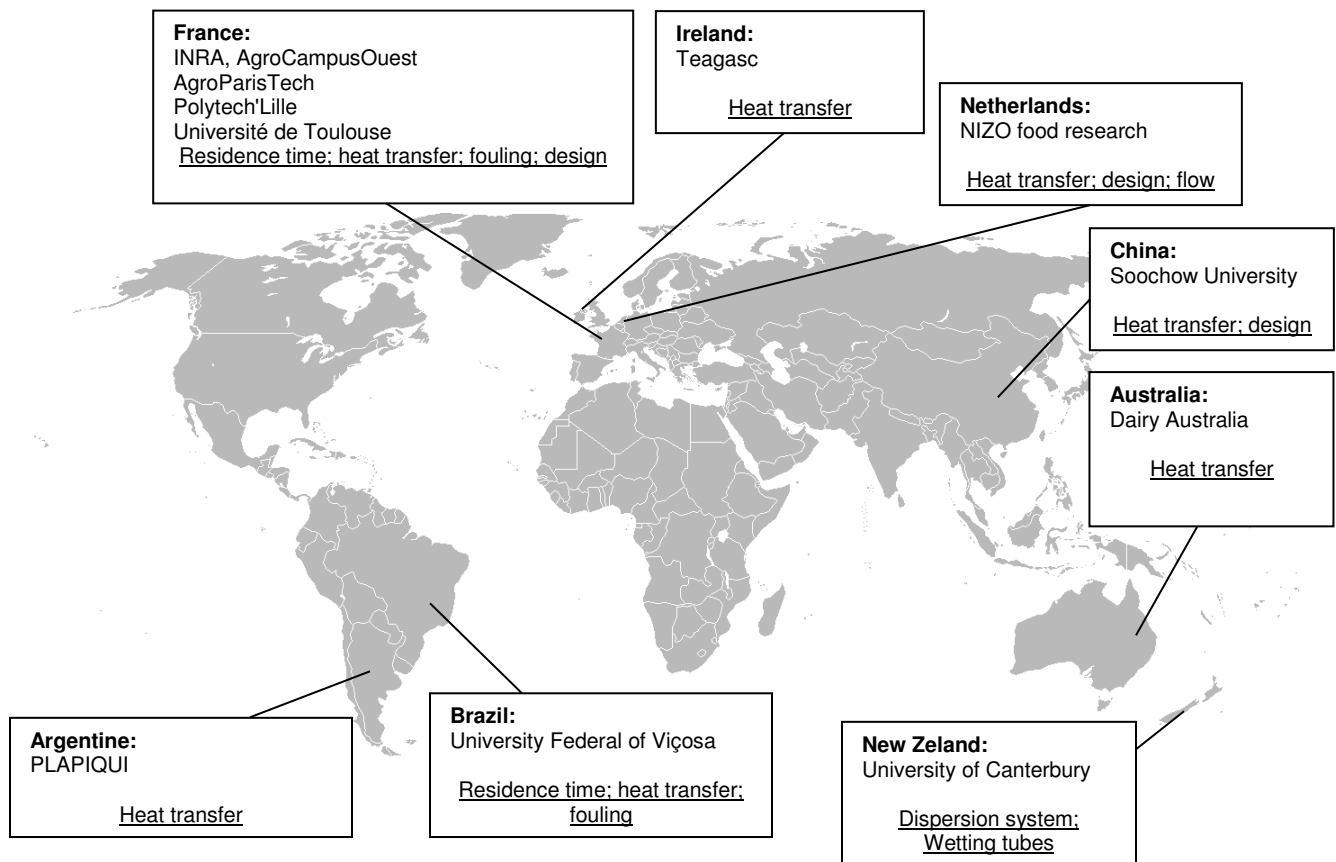 France:
INRA, AgroCampusOuest
AgroParisTech
Polytech'Lille
Université de Toulouse
Residence time; heat transfer; fouling; design
Ireland:
Teagasc
Heat transfer
Netherlands:
NIZO food research
Heat transfer; design; flow
China:
Soochow University
Heat transfer; design
Australia:
Dairy Australia
Heat transfer
Argentine:
PLAPIQUI
Heat transfer
Brazil:
University Federal of Viçosa
Residence time; heat transfer;
fouling
New Zeland:
University of Canterbury
Dispersion system;
Wetting tubes